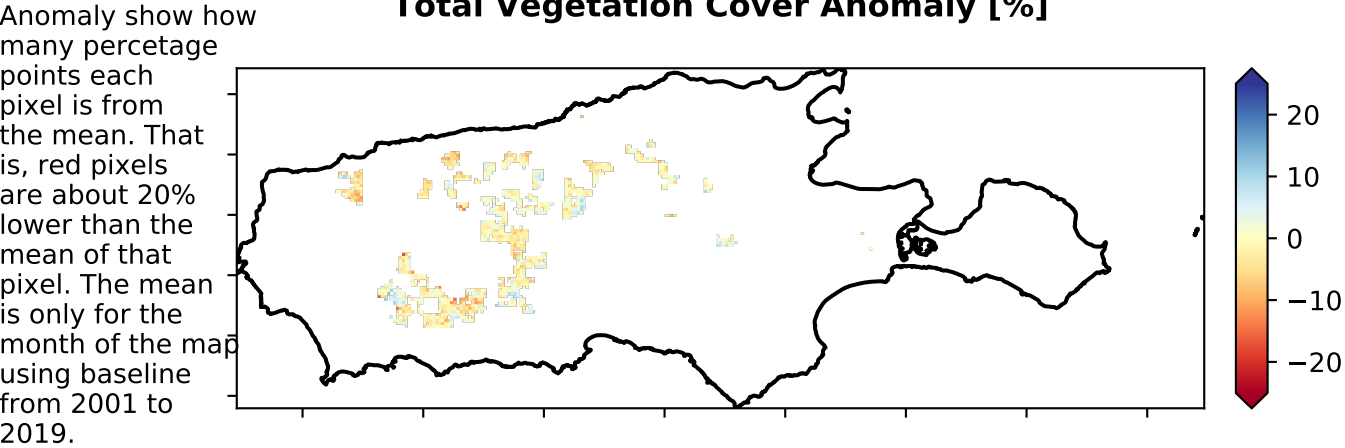 Total Vegetation Cover Anomaly [%]
Anomaly show how
many percetage
points each
pixel is from
the mean. That
is, red pixels
are about 20%
lower than the
mean of that
pixel. The mean
is only for the
month of the map
using baseline
from 2001 to
2019.
20
10
0
−10
−20